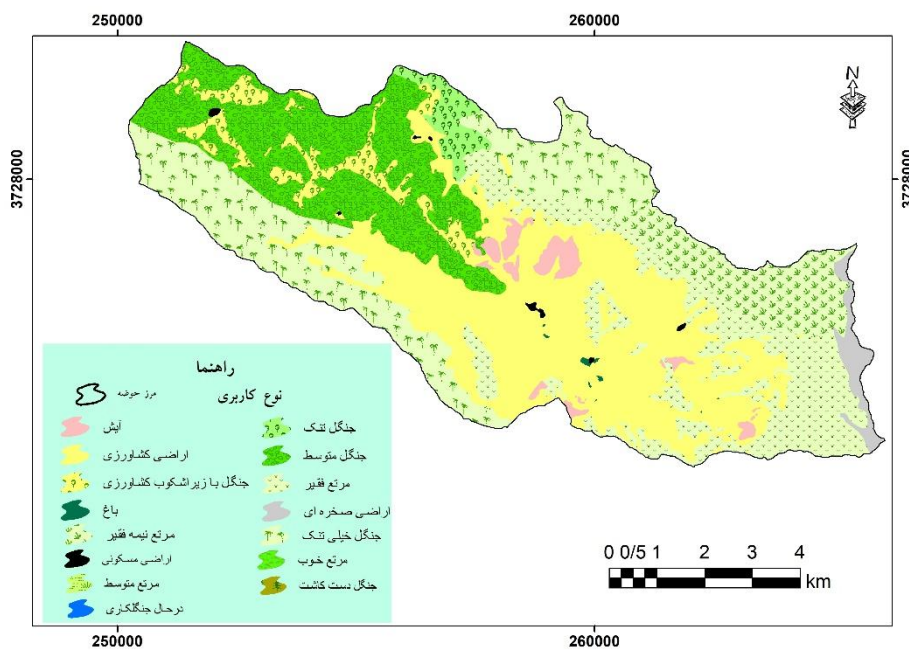 250000 260000
N
3728000 3728000
راهنما
نوع کاربری
مرز حوضه
آیش
جنگل تنک
اراضی کشاورزی
جنگل متوسط
جنگل با زیراشکوب کشاورزی
مرتع فقیر
باغ
اراضی صخره ای
مرتع نیمه فقیر
جنگل خیلی تنک
اراضی مسکونی
مرتع خوب
مرتع متوسط
جنگل دست کاشت
درحال جنگلکاری
0 0/5 1 2 3 4
km
250000 260000